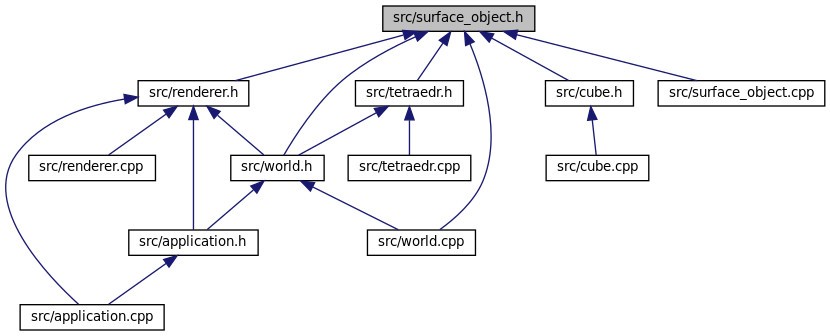 src/surface_object.h
src/renderer.h
src/tetraedr.h
src/cube.h
src/surface_object.cpp
src/renderer.cpp
src/world.h
src/tetraedr.cpp
src/cube.cpp
src/application.h
src/world.cpp
src/application.cpp